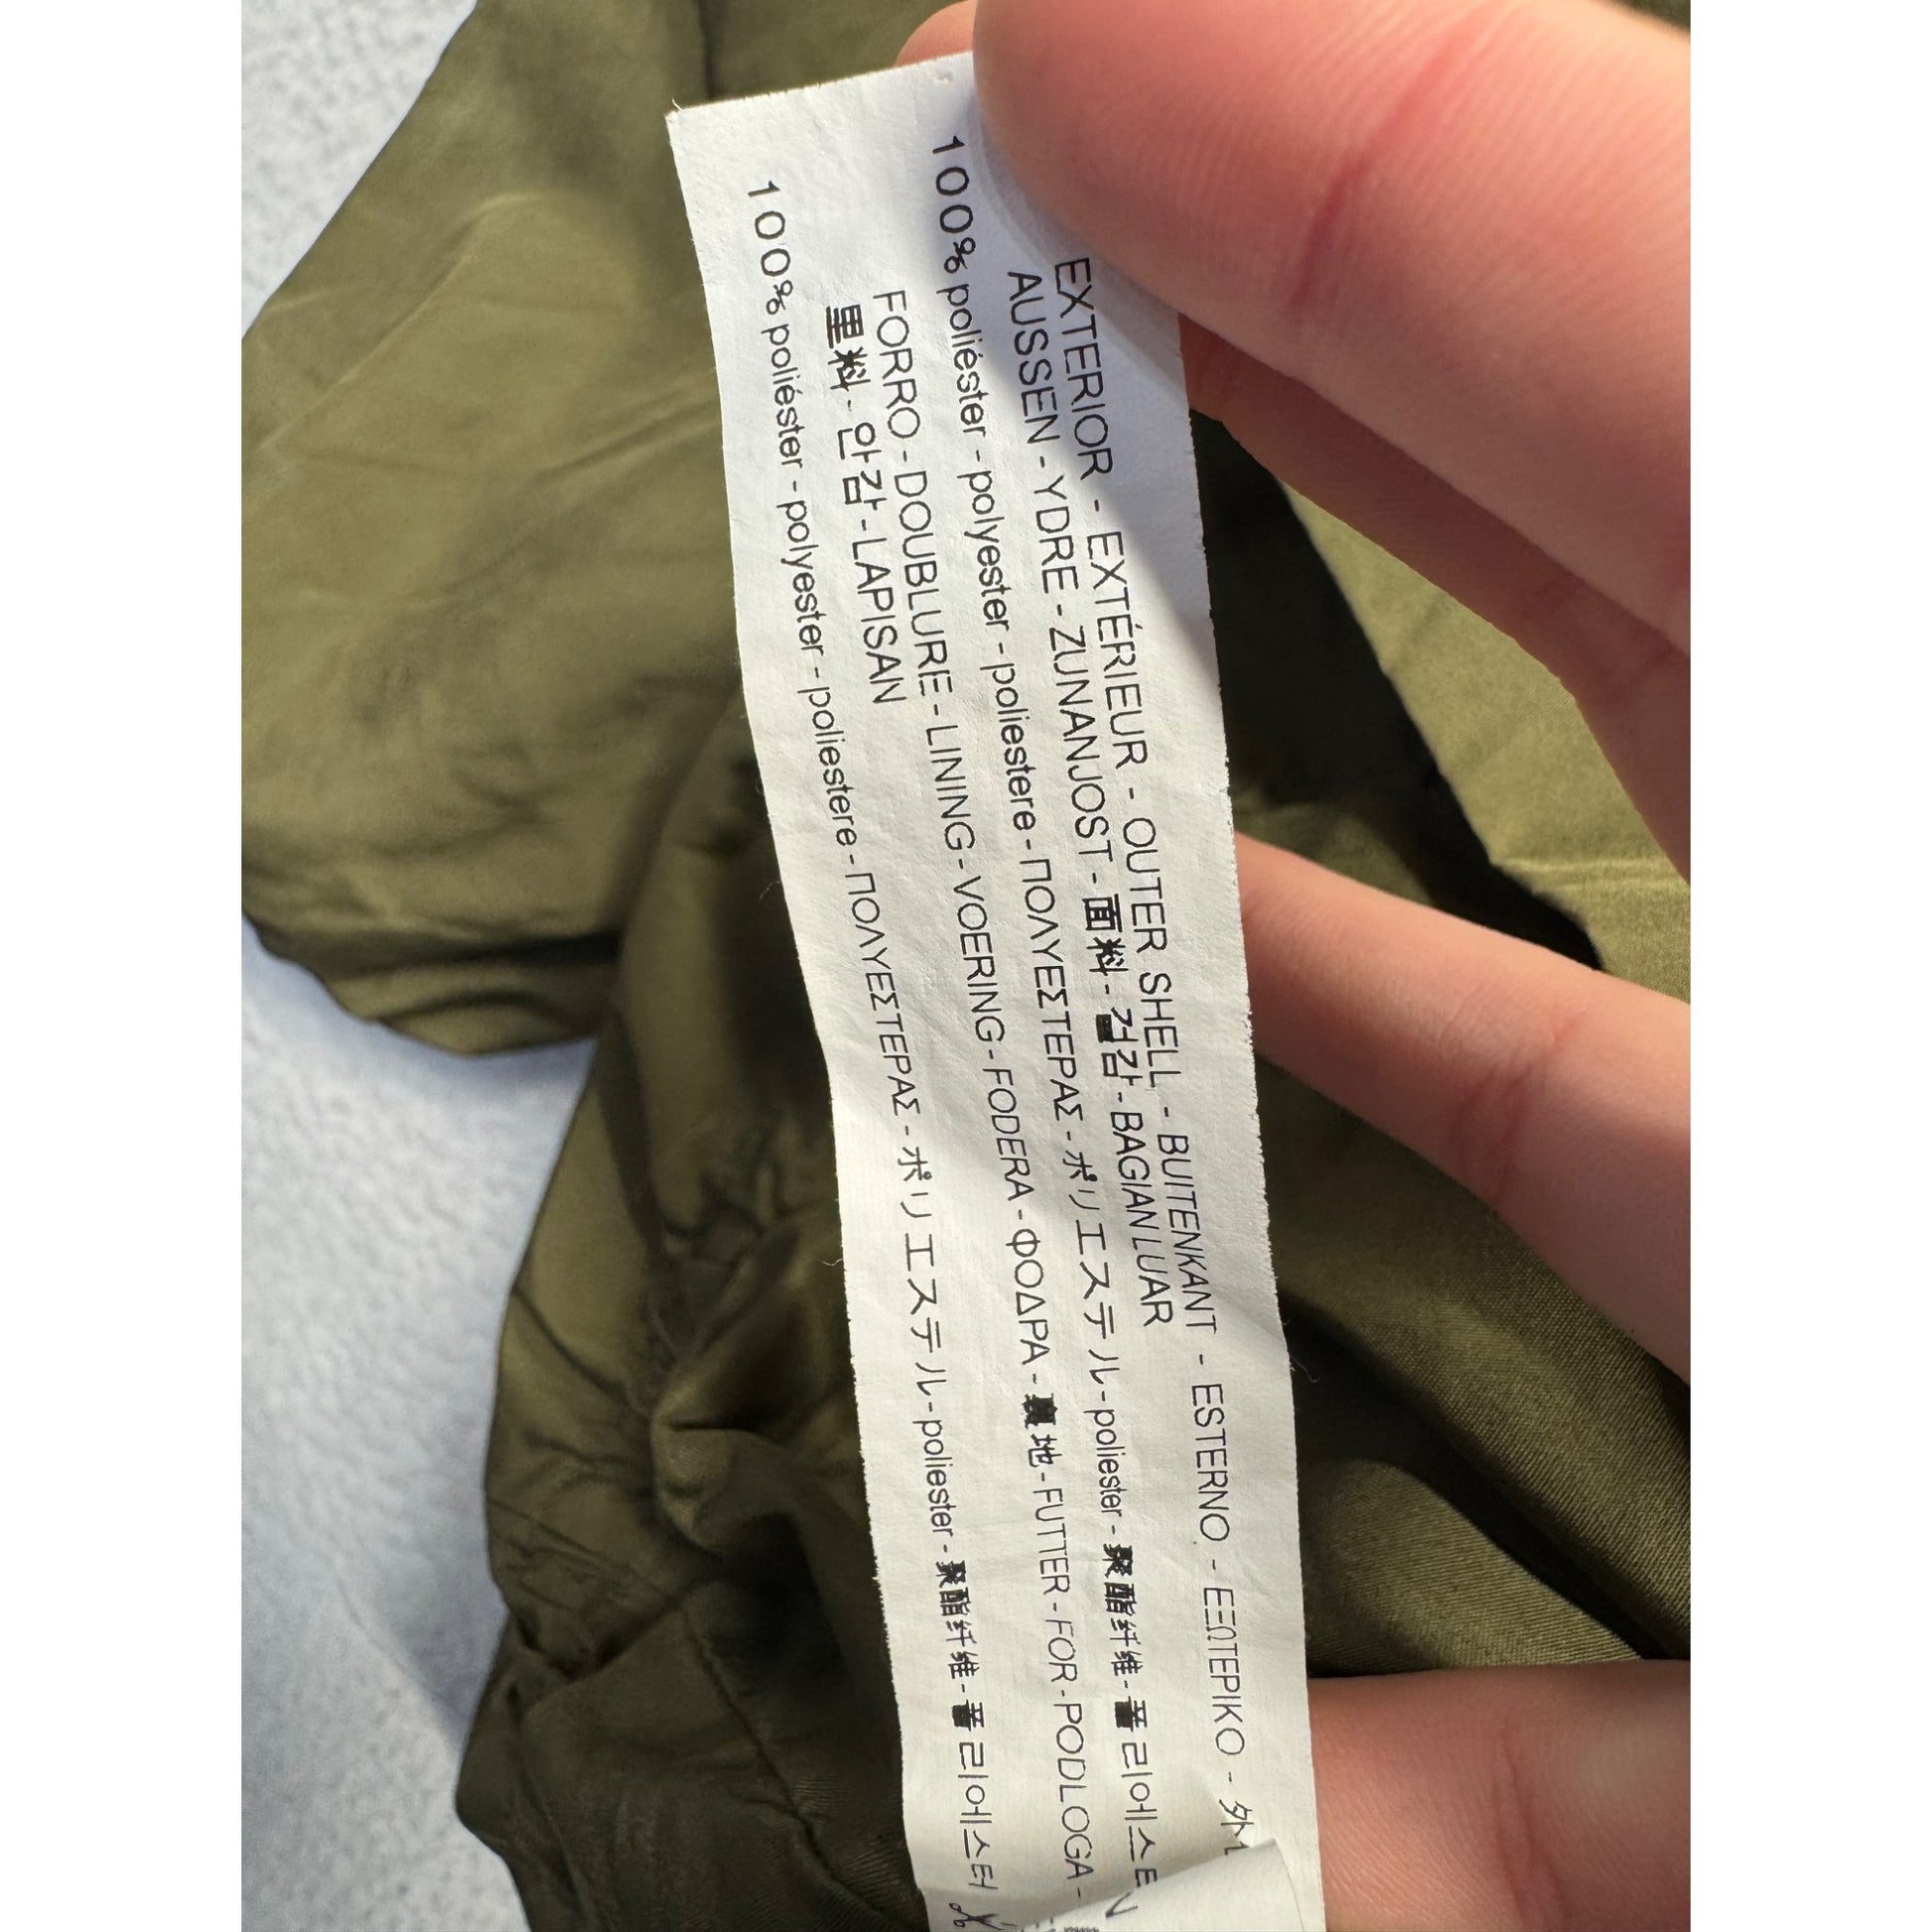 EXTERIOR - EXTÉRIEUR - OUTER SHELL - BUITENKANT - ESTERNO - ΕΞΩΤΕΡΙΚΟ - 外
AUSSEN - YDRE - ZUNANJOST - 面料 - 겉감 - BAGIAN LUAR
100% poliéster - polyester - poliestere - ΠΟΛΥΕΣΤΕΡΑΣ - ポリエステル - poliester - 聚酯纤维 - 폴리에스터
FORRO - DOUBLURE - LINING - VOERING - FODERA - ΦΟΔΡΑ - 裏地 - FUTTER - FOR - PODLOGA -
里料 - 안감 - LAPISAN
100% poliéster - polyester - poliestere - ΠΟΛΥΕΣΤΕΡΑΣ - ポリエステル - poliester - 聚酯纤维 - 폴리에스터